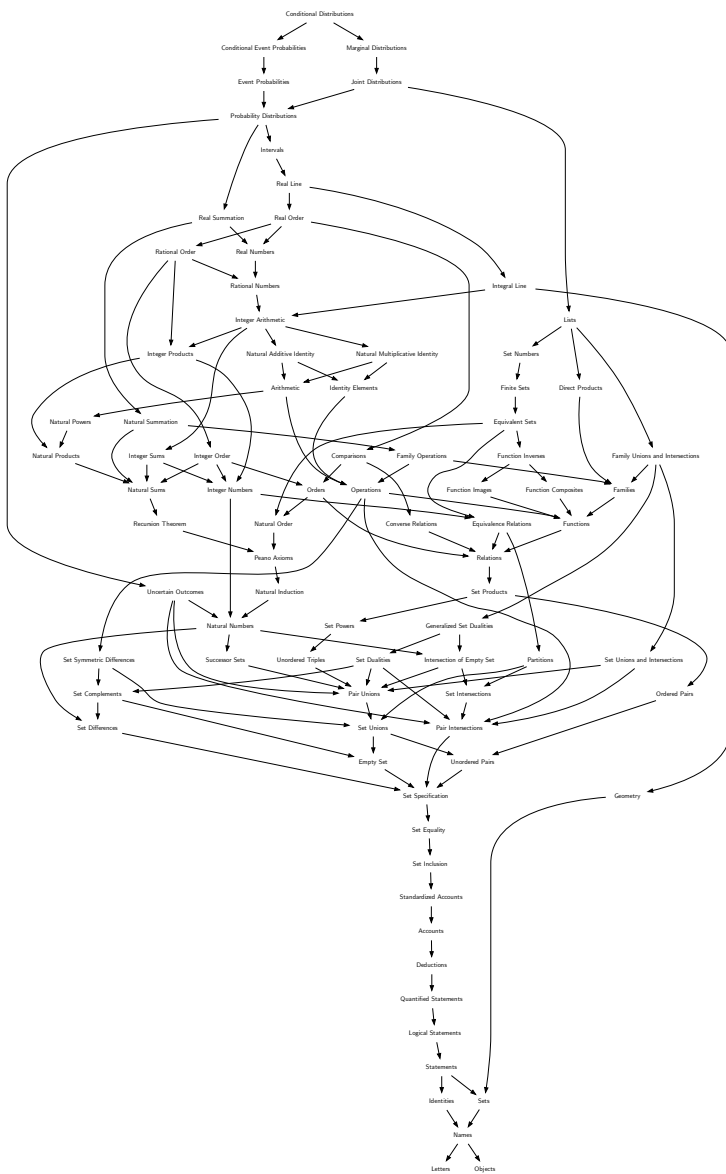 Conditional Distributions
Conditional Event Probabilities Marginal Distributions
Event Probabilities Joint Distributions
Probability Distributions
Intervals
Real Line
Real Summation Real Order
Rational Order Real Numbers
Rational Numbers Integral Line
Integer Arithmetic Lists
Integer Products Natural Additive Identity Natural Multiplicative Identity Set Numbers
Arithmetic Identity Elements Finite Sets Direct Products
Natural Powers Natural Summation Equivalent Sets
Natural Products Integer Sums Integer Order Comparisons Family Operations Function Inverses Family Unions and Intersections
Natural Sums Integer Numbers Orders Operations Function Images Function Composites Families
Recursion Theorem Natural Order Converse Relations Equivalence Relations Functions
Peano Axioms Relations
Uncertain Outcomes Natural Induction Set Products
Natural Numbers Set Powers Generalized Set Dualities
Set Symmetric Differences Successor Sets Unordered Triples Set Dualities Intersection of Empty Set Partitions Set Unions and Intersections
Set Complements Pair Unions Set Intersections Ordered Pairs
Set Differences Set Unions Pair Intersections
Empty Set Unordered Pairs
Set Specification Geometry
Set Equality
Set Inclusion
Standardized Accounts
Accounts
Deductions
Quantified Statements
Logical Statements
Statements
Identities Sets
Names
Letters Objects